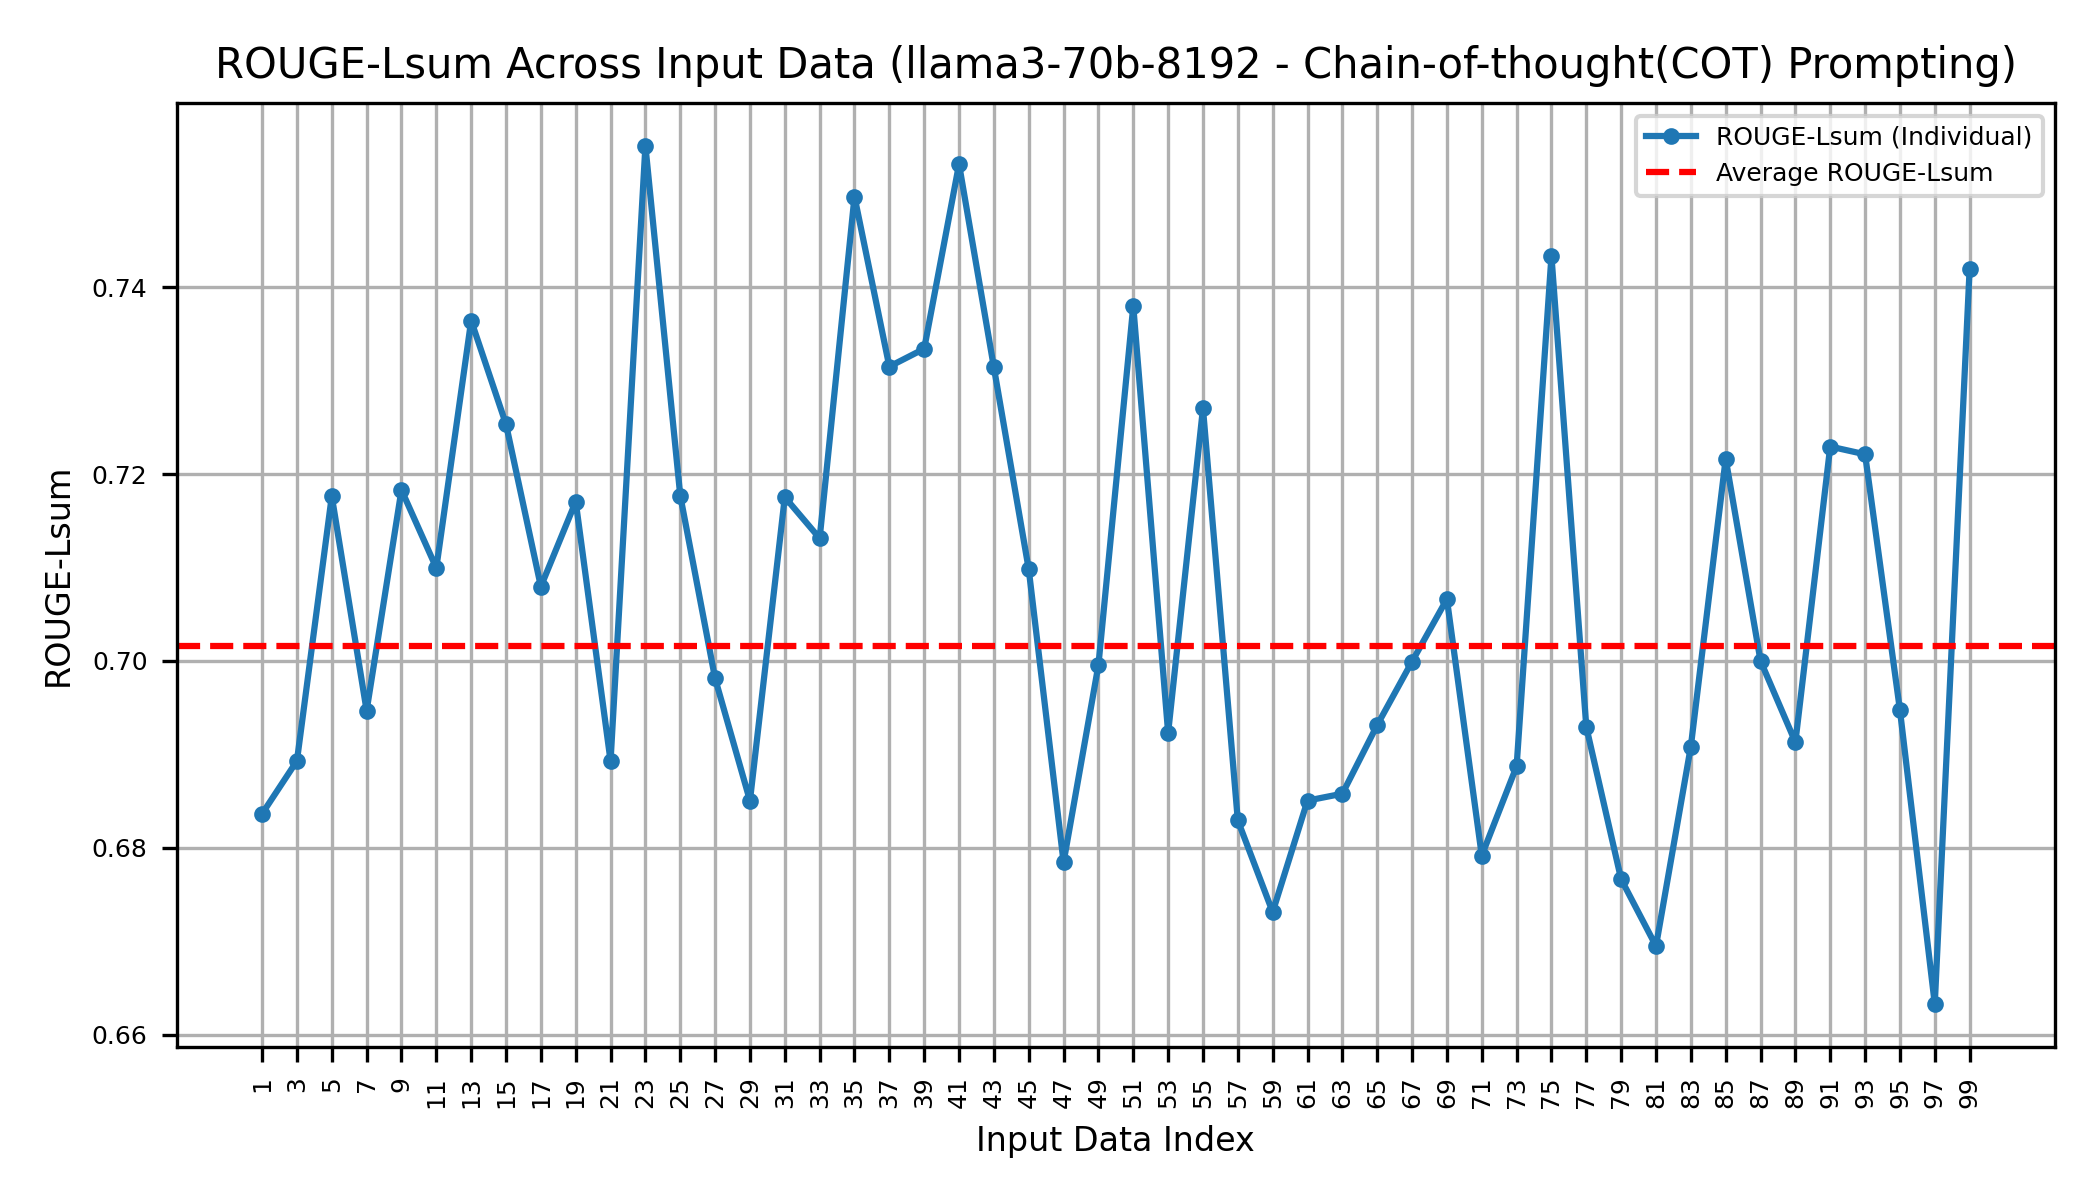 ROUGE-Lsum Across Input Data (llama3-70b-8192 - Chain-of-thought(COT) Prompting)
ROUGE-Lsum (Individual)
Average ROUGE-Lsum
ROUGE-Lsum
0.74
0.72
0.70
0.68
0.66
1 3 5 7 9 11 13 15 17 19 21 23 25 27 29 31 33 35 37 39 41 43 45 47 49 51 53 55 57 59 61 63 65 67 69 71 73 75 77 79 81 83 85 87 89 91 93 95 97 99
Input Data Index